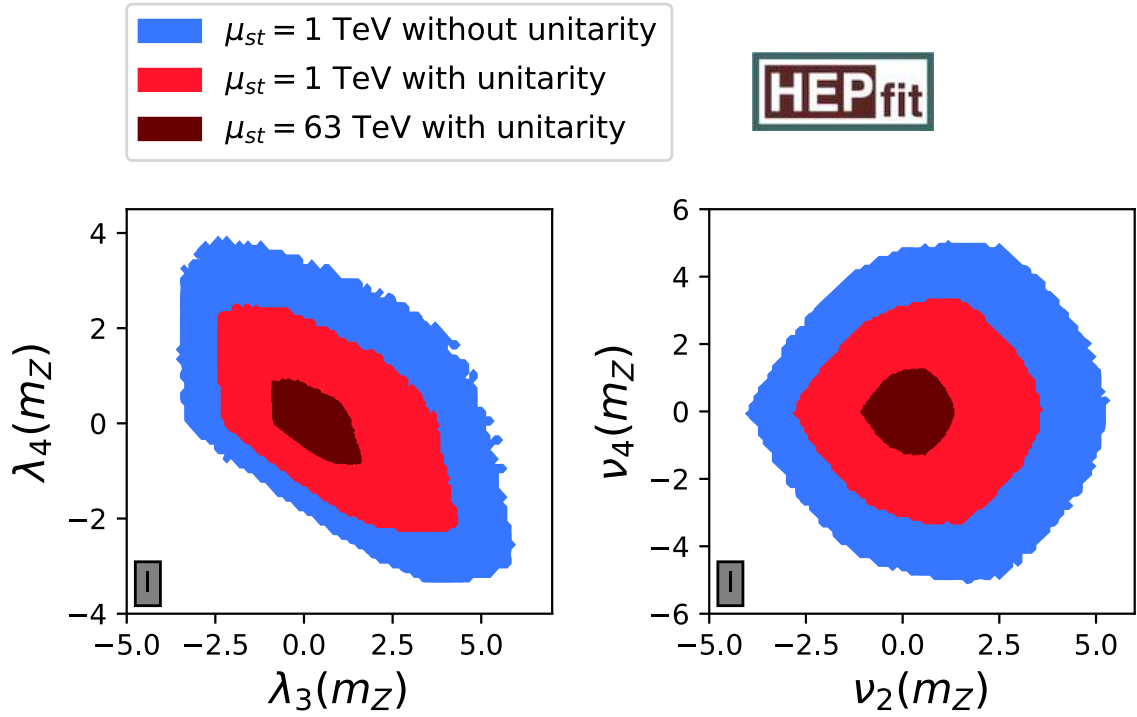 μst = 1 TeV without unitarity
μst = 1 TeV with unitarity
μst = 63 TeV with unitarity
HEPfit
4
2
0
−2
−4
−5.0 −2.5 0.0 2.5 5.0
λ4(mZ)
λ3(mZ)
I
6
4
2
0
−2
−4
−6
−5.0 −2.5 0.0 2.5 5.0
ν4(mZ)
ν2(mZ)
I